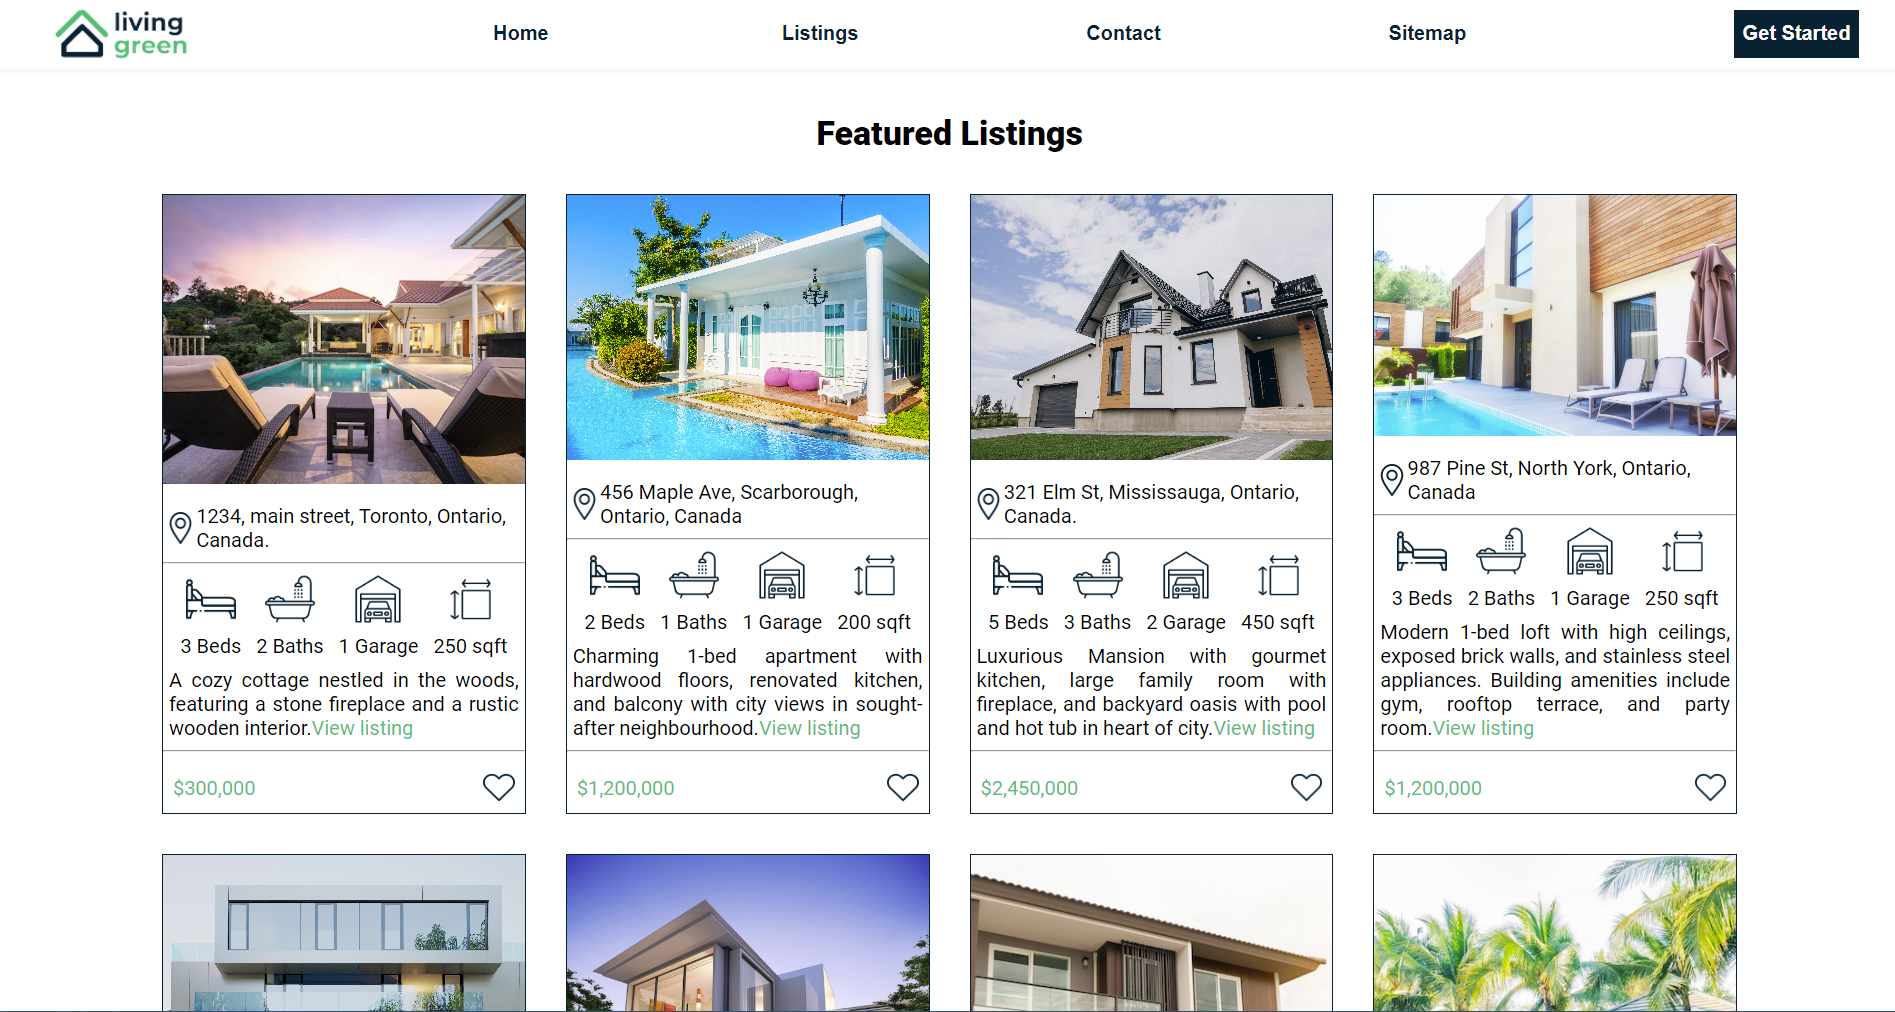 living
green
Home
Listings
Contact
Sitemap
Get Started
Featured Listings
1234, main street, Toronto, Ontario,
Canada.
3 Beds 2 Baths 1 Garage 250 sqft
A cozy cottage nestled in the woods,
featuring a stone fireplace and a rustic
wooden interior.View listing
$300,000
456 Maple Ave, Scarborough,
Ontario, Canada
2 Beds 1 Baths 1 Garage 200 sqft
Charming 1-bed apartment with
hardwood floors, renovated kitchen,
and balcony with city views in sought-
after neighbourhood.View listing
$1,200,000
321 Elm St, Mississauga, Ontario,
Canada.
5 Beds 3 Baths 2 Garage 450 sqft
Luxurious Mansion with gourmet
kitchen, large family room with
fireplace, and backyard oasis with pool
and hot tub in heart of city.View listing
$2,450,000
987 Pine St, North York, Ontario,
Canada
3 Beds 2 Baths 1 Garage 250 sqft
Modern 1-bed loft with high ceilings,
exposed brick walls, and stainless steel
appliances. Building amenities include
gym, rooftop terrace, and party
room.View listing
$1,200,000